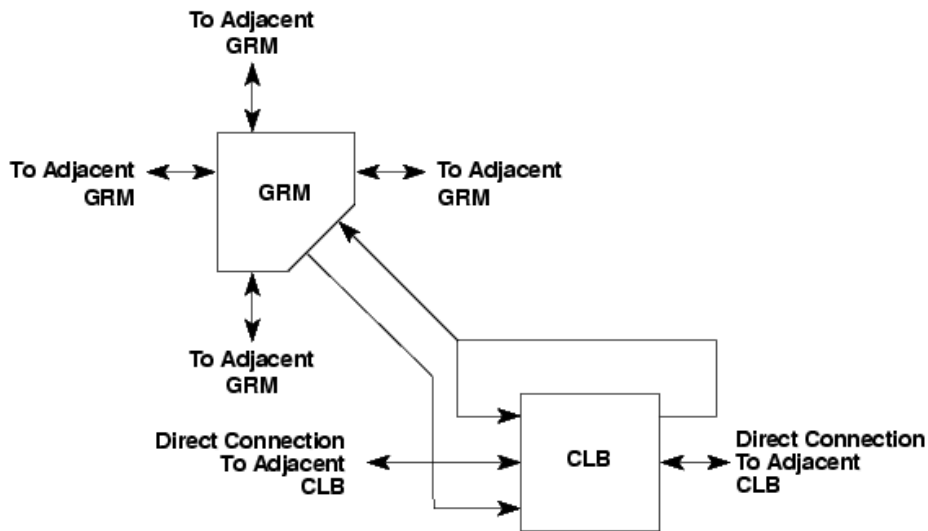 To Adjacent
GRM
To Adjacent
GRM
GRM
To Adjacent
GRM
To Adjacent
GRM
Direct Connection
To Adjacent
CLB
CLB
Direct Connection
To Adjacent
CLB